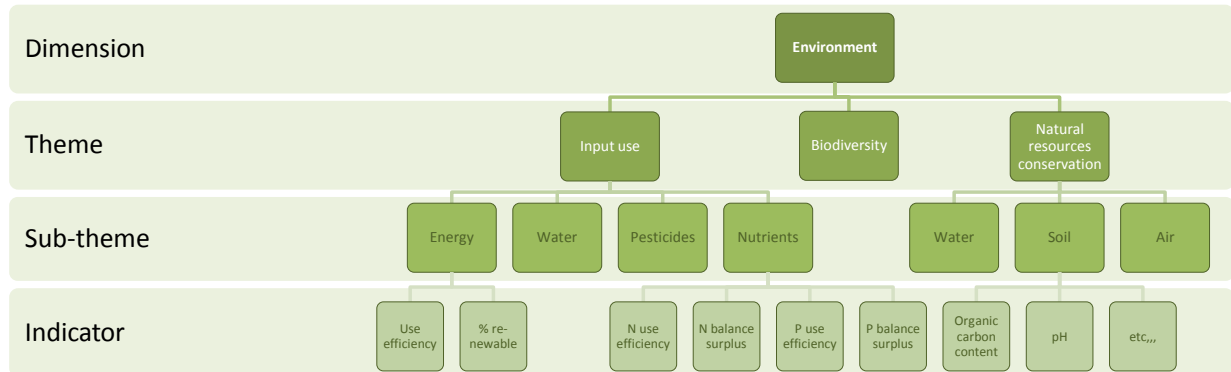 Dimension
Environment
Theme
Input use
Biodiversity
Natural
resources
conservation
Sub-theme
Energy
Water
Pesticides
Nutrients
Water
Soil
Air
Indicator
Use
efficiency
% re-
newable
N use
efficiency
N balance
surplus
P use
efficiency
P balance
surplus
Organic
carbon
content
pH
etc,,,